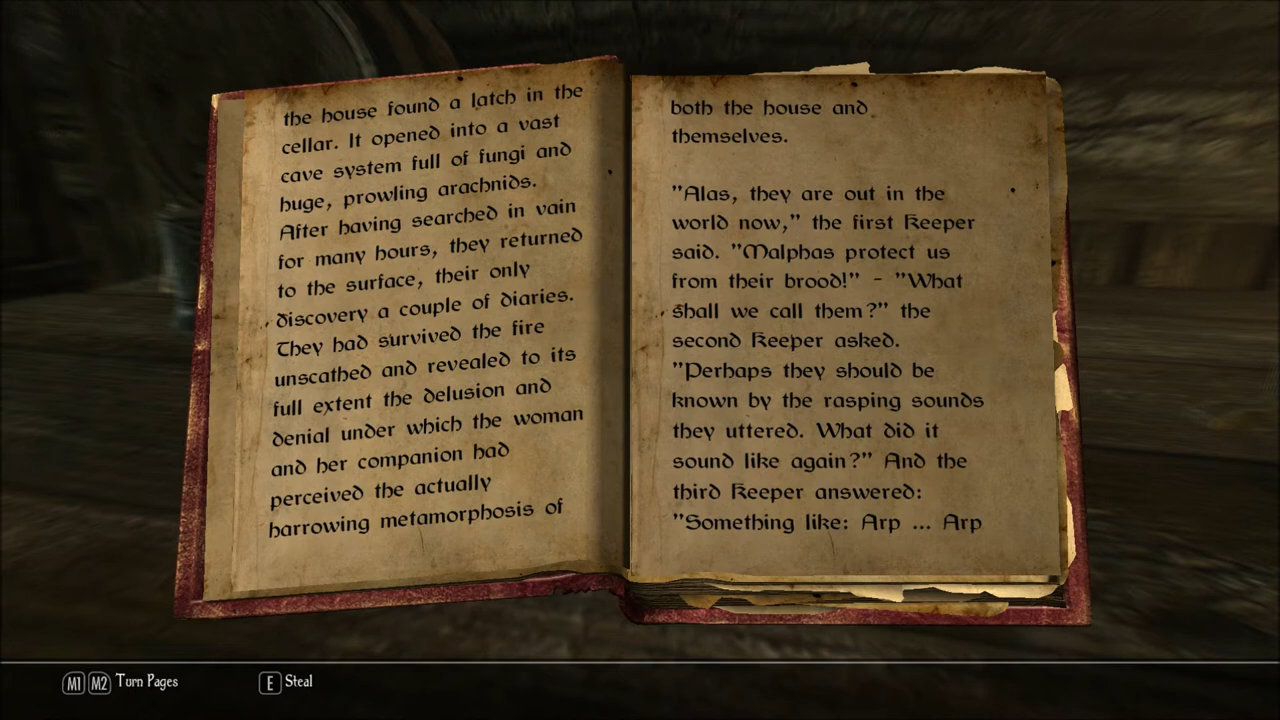 the house found a latch in the
cellar. It opened into a vast
cave system full of fungi and
huge, prowling arachnids.
After having searched in vain
for many hours, they returned
to the surface, their only
discovery a couple of diaries.
They had survived the fire
unscathed and revealed to its
full extent the delusion and
denial under which the woman
and her companion had
perceived the actually
harrowing metamorphosis of
both the house and
themselves.
"Alas, they are out in the
world now," the first Keeper
said. "Malphas protect us
from their brood!" - "What
shall we call them?" the
second Keeper asked.
"Perhaps they should be
known by the rasping sounds
they uttered. What did it
sound like again?" And the
third Keeper answered:
"Something like: Arp ... Arp
M1 M2 Turn Pages
E Steal